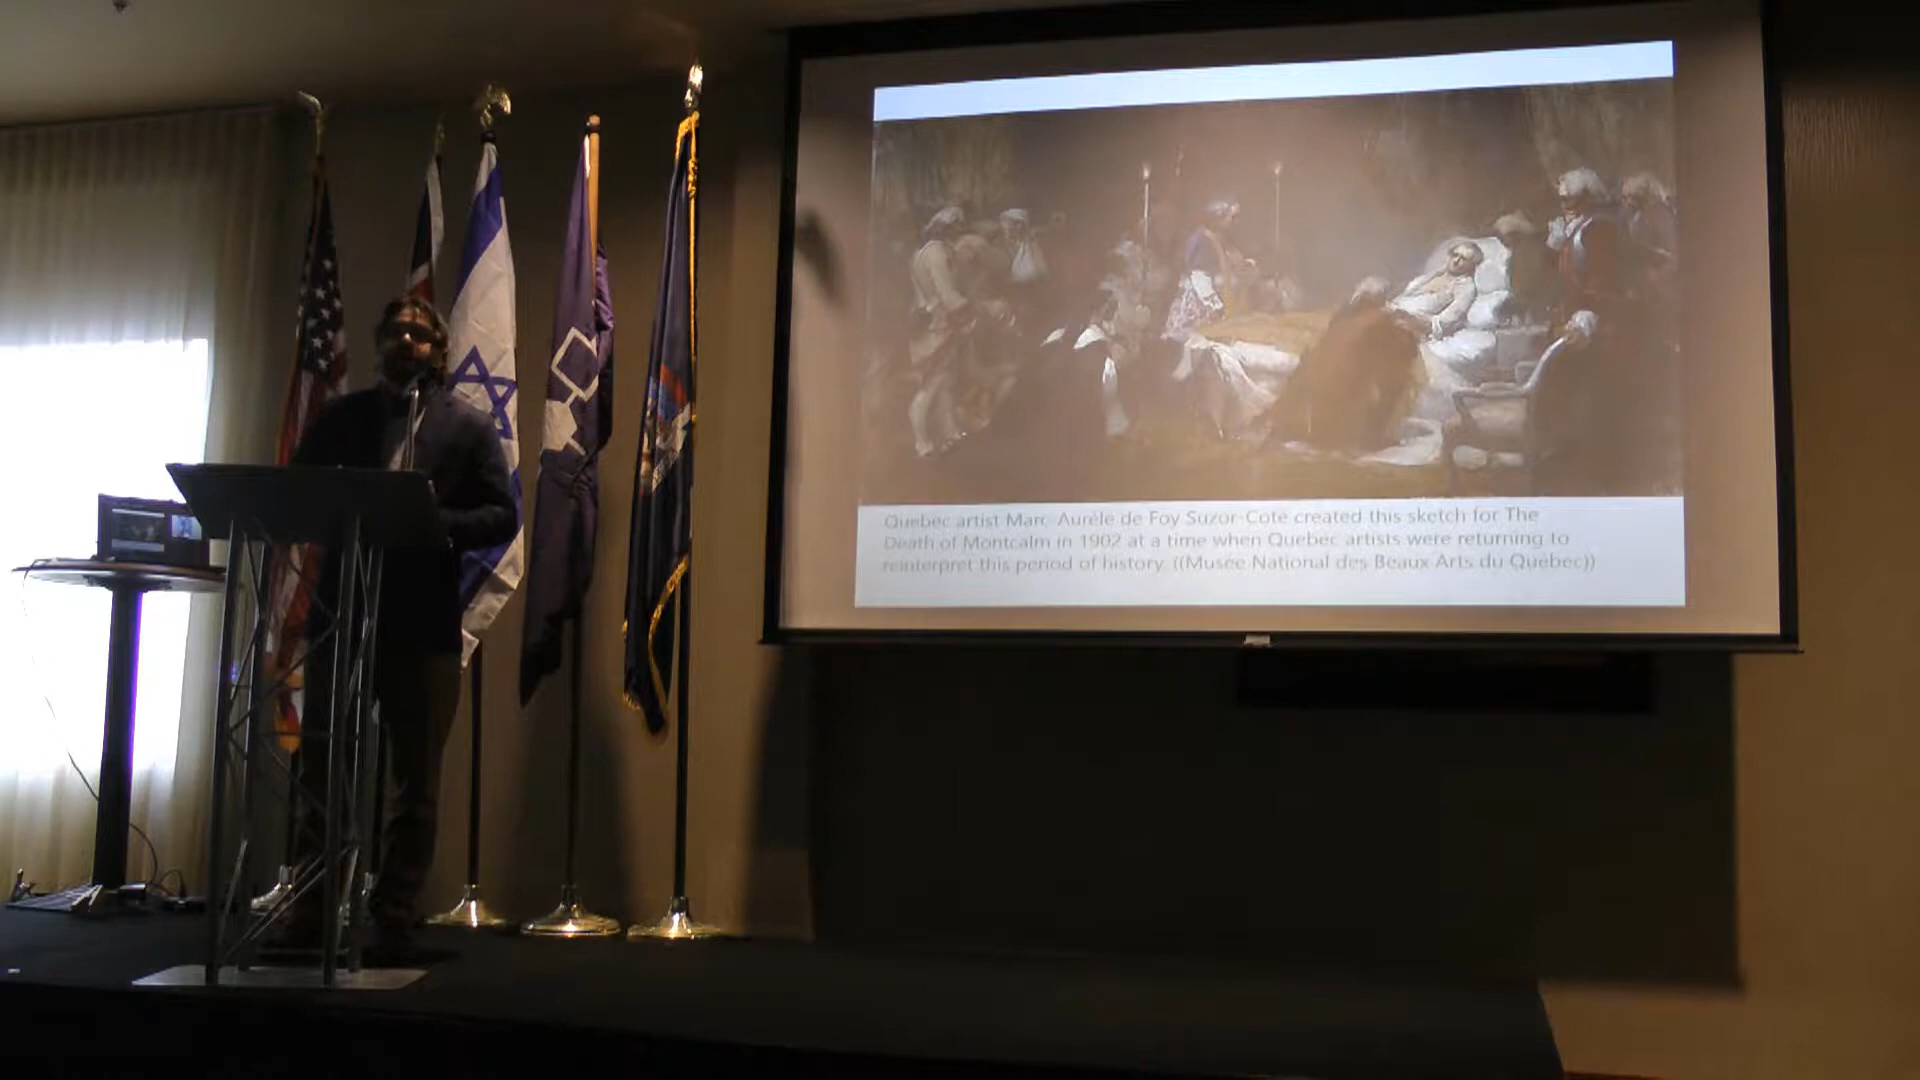 Quebec artist Marc-Aurèle de Foy Suzor-Coté created this sketch for The
Death of Montcalm in 1902 at a time when Quebec artists were returning to
reinterpret this period of history. ((Musée National des Beaux Arts du Québec))